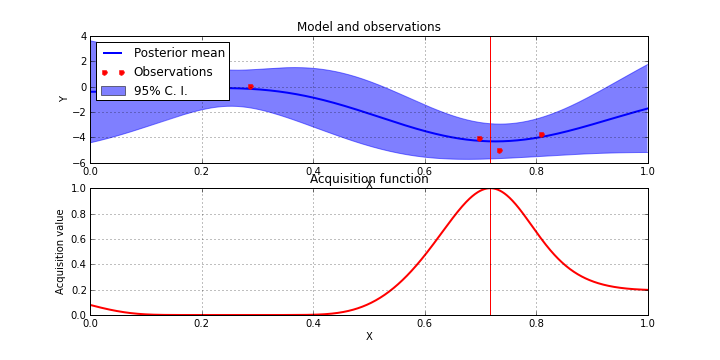 Model and observations
4
2
0
−2
−4
−6
Y
Posterior mean
Observations
95% C. I.
0.0 0.2 0.4 0.6 0.8 1.0
X
Acquisition function
1.0
0.8
0.6
0.4
0.2
0.0
Acquisition value
0.0 0.2 0.4 0.6 0.8 1.0
X